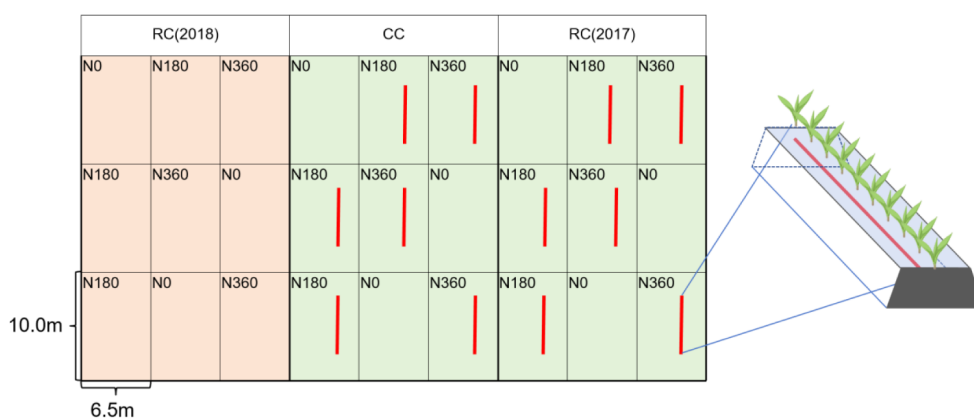 RC(2018) CC RC(2017)
N0 N180 N360 N0 N180 N360 N0 N180 N360
N180 N360 N0 N180 N360 N0 N180 N360 N0
N180 N0 N360 N180 N0 N360 N180 N0 N360
10.0m
6.5m